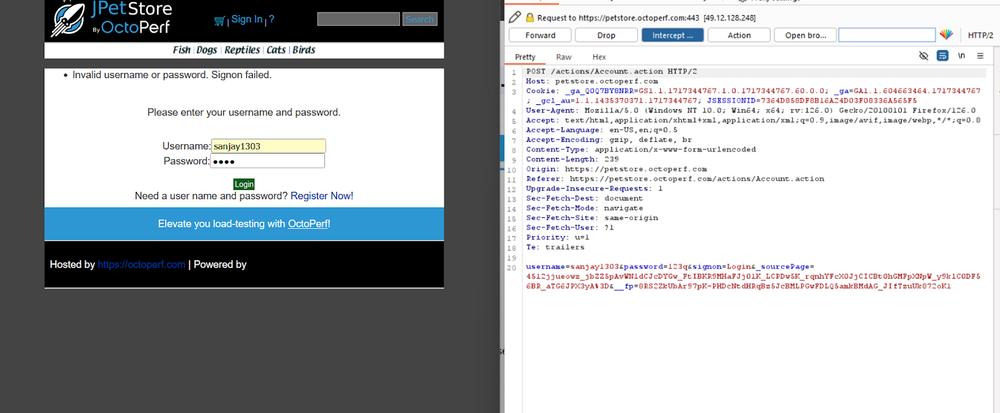 JPetStore
By OctoPerf
Sign In | ?
Search
Fish | Dogs | Reptiles | Cats | Birds
Invalid username or password. Signon failed.
Please enter your username and password.
Username: sanjay1303
Password: ••••
Login
Need a user name and password? Register Now!
Elevate you load-testing with OctoPerf!
Hosted by https://octoperf.com | Powered by
Request to https://petstore.octoperf.com:443 [49.12.128.248]
Forward Drop Intercept ... Action Open bro... HTTP/2
Pretty Raw Hex \n
1 POST /actions/Account.action HTTP/2
2 Host: petstore.octoperf.com
3 Cookie: _ga_Q0Q7BY8NRR=GS1.1.1717344767.1.0.1717344767.60.0.0; _ga=GA1.1.604663464.1717344767
; _gcl_au=1.1.1435370371.1717344767; JSESSIONID=7364D858DF8B16A24D03F08336A565F5
4 User-Agent: Mozilla/5.0 (Windows NT 10.0; Win64; x64; rv:126.0) Gecko/20100101 Firefox/126.0
5 Accept: text/html,application/xhtml+xml,application/xml;q=0.9,image/avif,image/webp,*/*;q=0.8
6 Accept-Language: en-US,en;q=0.5
7 Accept-Encoding: gzip, deflate, br
8 Content-Type: application/x-www-form-urlencoded
9 Content-Length: 239
10 Origin: https://petstore.octoperf.com
11 Referer: https://petstore.octoperf.com/actions/Account.action
12 Upgrade-Insecure-Requests: 1
13 Sec-Fetch-Dest: document
14 Sec-Fetch-Mode: navigate
15 Sec-Fetch-Site: same-origin
16 Sec-Fetch-User: ?1
17 Priority: u=1
18 Te: trailers
19
20 username=sanjay1303&password=123q&signon=Login&_sourcePage=
4512jjueowz_jbZZ5pAvWN1dCJcDYGw_FtIBKR9MHaFJj01K_LCPDw5K_rqnhYFcX0JjCICBt0hGMFpXNpW_y9k1C0DF5
6BR_aTG6JPX3yA%3D&__fp=8RS2ZkUbAr97pK-PHDcNtdHRqBz5JcBMLPGwFDLQ5amkBMdAG_JIfTzuUk872oK1